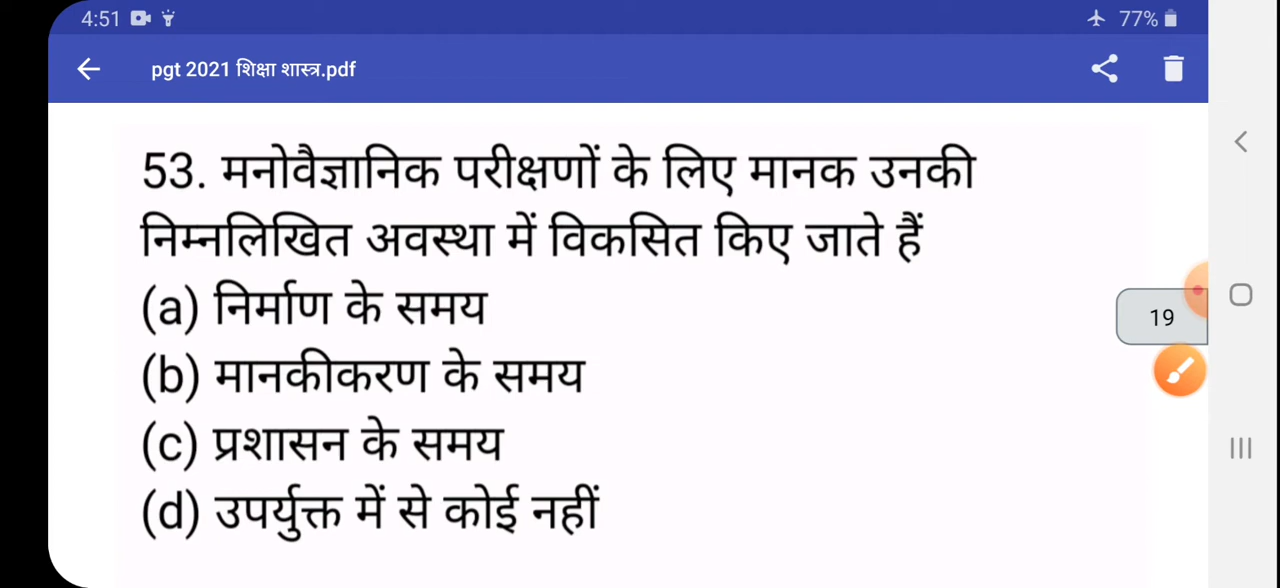 4:51
77%
pgt 2021 शिक्षा शास्त्र.pdf
53. मनोवैज्ञानिक परीक्षणों के लिए मानक उनकी
निम्नलिखित अवस्था में विकसित किए जाते हैं
(a) निर्माण के समय
(b) मानकीकरण के समय
(c) प्रशासन के समय
(d) उपर्युक्त में से कोई नहीं
19